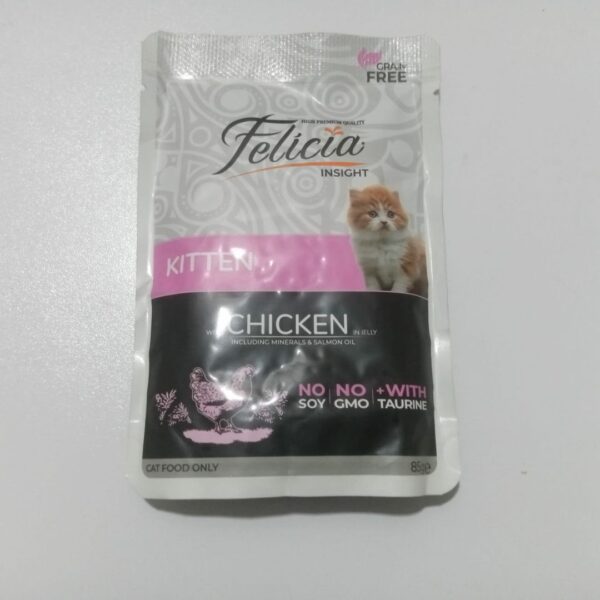 GRAIN
FREE
HIGH PREMIUM QUALITY
Felicia
INSIGHT
KITTEN
WITH CHICKEN IN JELLY
INCLUDING MINERALS & SALMON OIL
NO SOY NO GMO +WITH TAURINE
CAT FOOD ONLY 85g℮